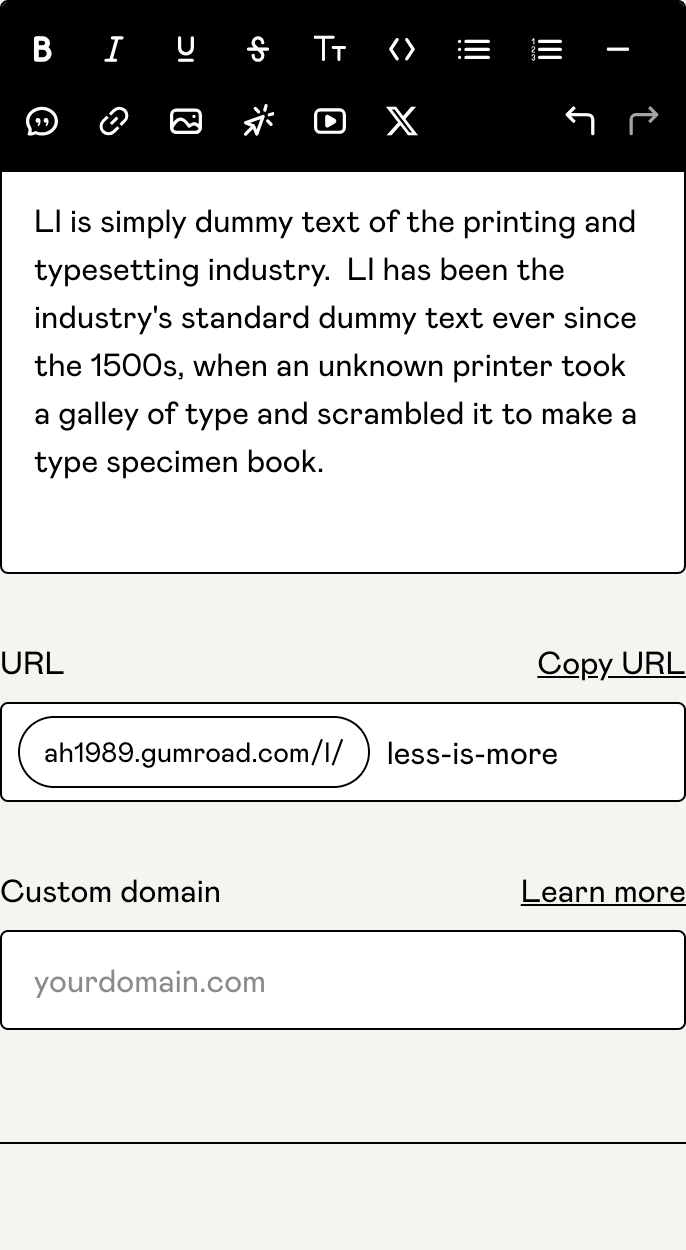 LI is simply dummy text of the printing and
typesetting industry.  LI has been the
industry's standard dummy text ever since
the 1500s, when an unknown printer took
a galley of type and scrambled it to make a
type specimen book.
URL Copy URL
ah1989.gumroad.com/l/ less-is-more
Custom domain Learn more
yourdomain.com